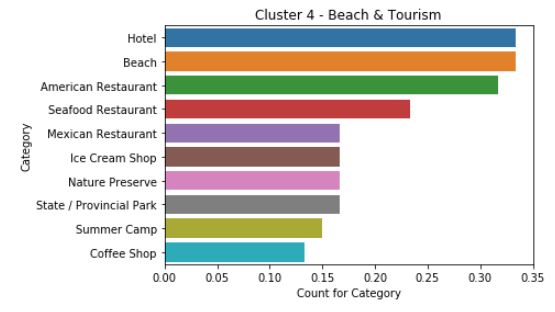 Cluster 4 - Beach & Tourism
Category
Hotel
Beach
American Restaurant
Seafood Restaurant
Mexican Restaurant
Ice Cream Shop
Nature Preserve
State / Provincial Park
Summer Camp
Coffee Shop
0.00 0.05 0.10 0.15 0.20 0.25 0.30 0.35
Count for Category